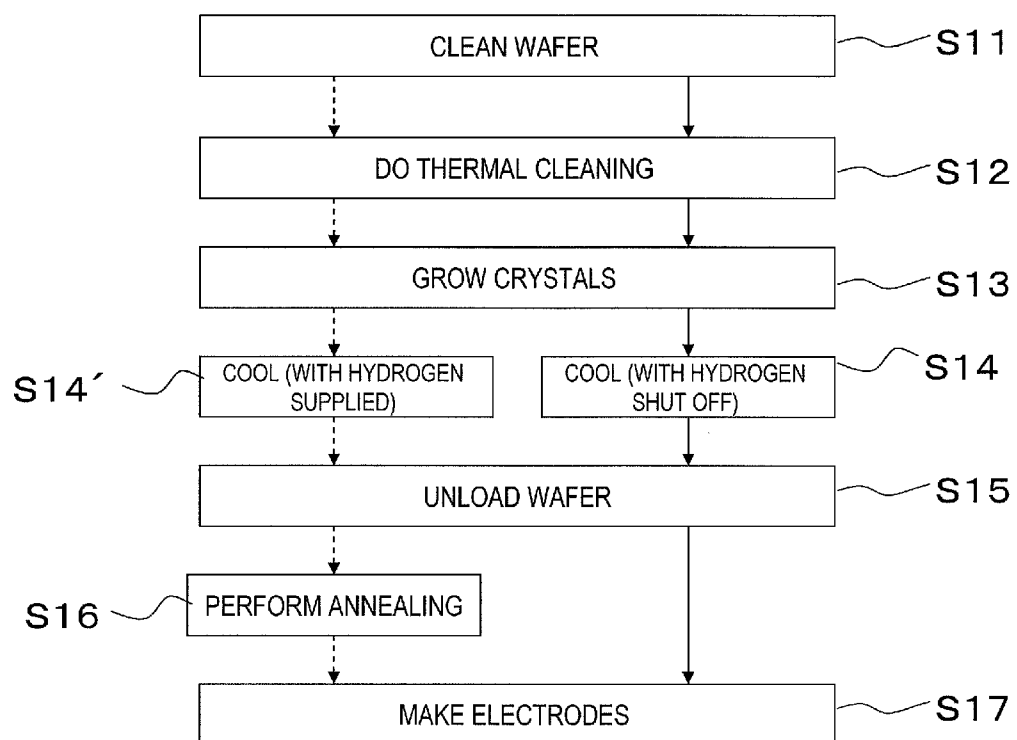 CLEAN WAFER
S11
DO THERMAL CLEANING
S12
GROW CRYSTALS
S13
S14´
COOL (WITH HYDROGEN
SUPPLIED)
COOL (WITH HYDROGEN
SHUT OFF)
S14
UNLOAD WAFER
S15
S16
PERFORM ANNEALING
MAKE ELECTRODES
S17